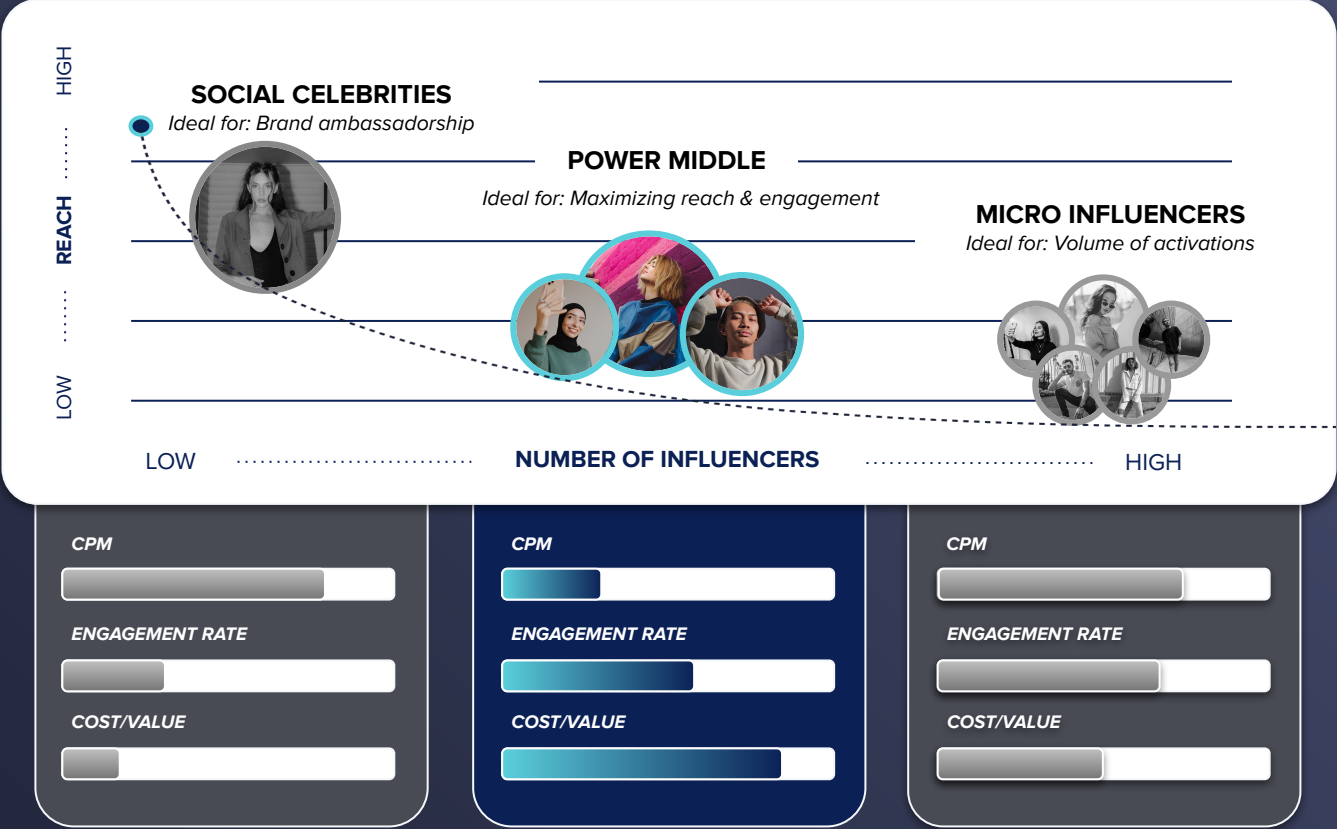 HIGH
REACH
LOW
SOCIAL CELEBRITIES
Ideal for: Brand ambassadorship
POWER MIDDLE
Ideal for: Maximizing reach & engagement
MICRO INFLUENCERS
Ideal for: Volume of activations
LOW
NUMBER OF INFLUENCERS
HIGH
CPM
ENGAGEMENT RATE
COST/VALUE
CPM
ENGAGEMENT RATE
COST/VALUE
CPM
ENGAGEMENT RATE
COST/VALUE